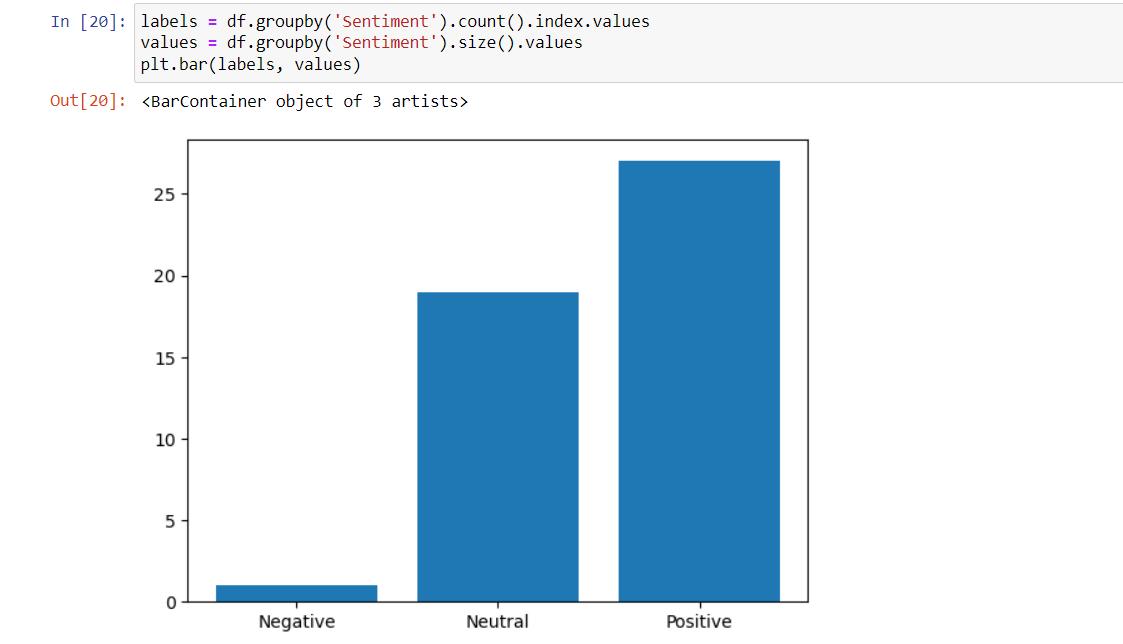 In [20]: labels = df.groupby('Sentiment').count().index.values
values = df.groupby('Sentiment').size().values
plt.bar(labels, values)
Out[20]: <BarContainer object of 3 artists>
25
20
15
10
5
0
Negative Neutral Positive